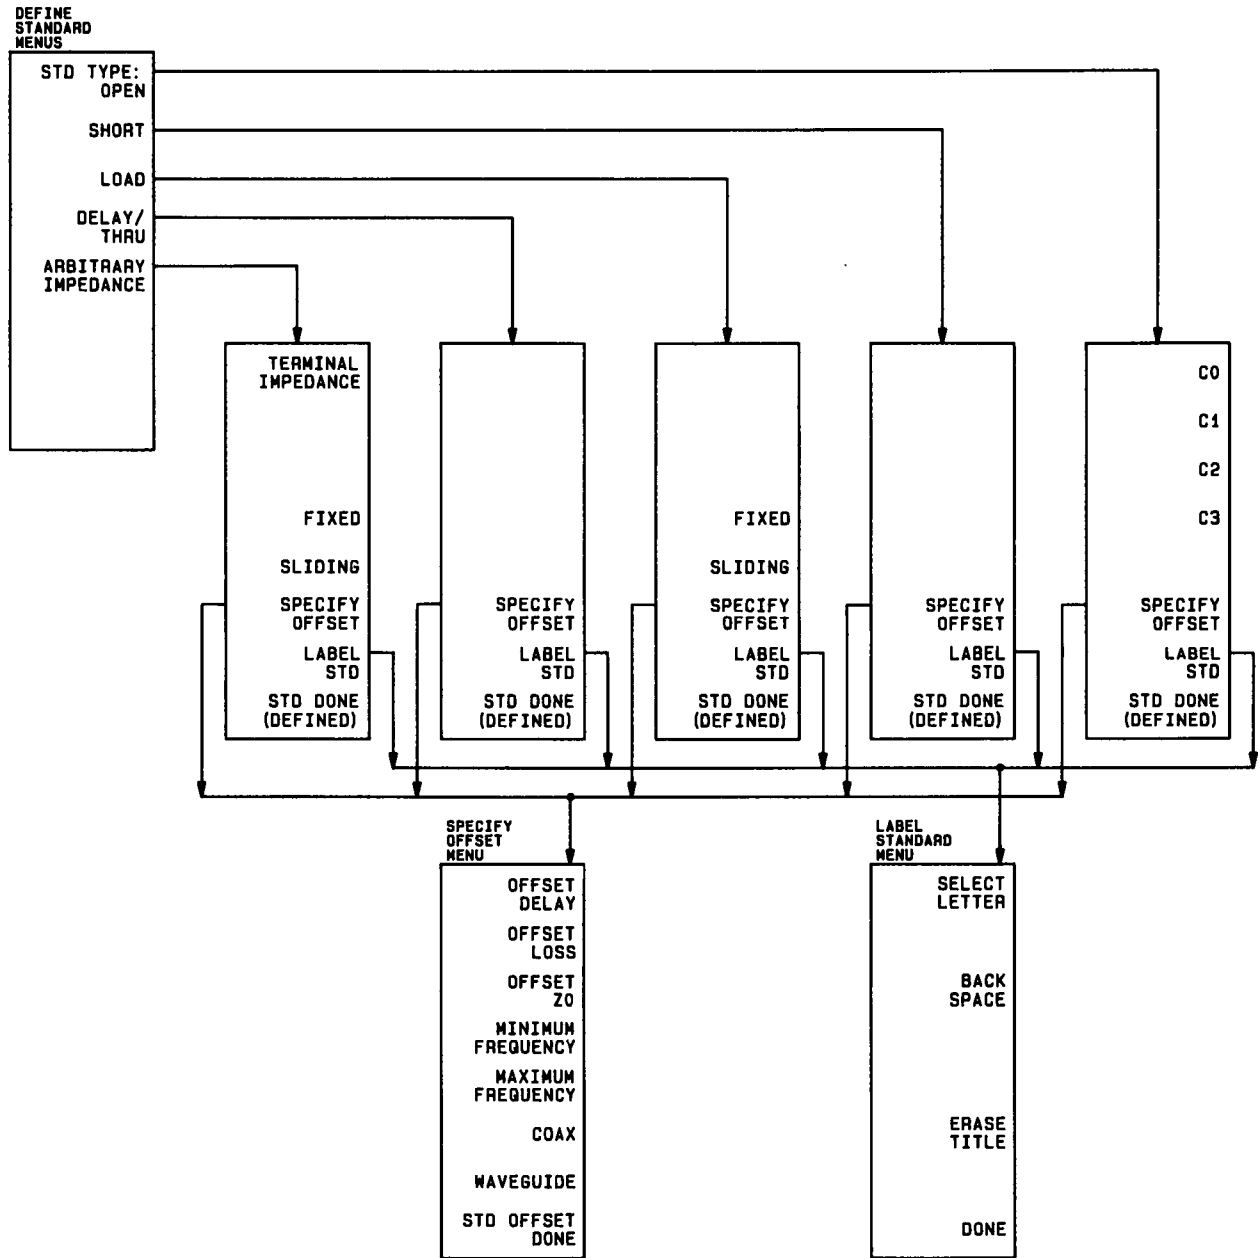 DEFINE
STANDARD
MENUS
STD TYPE:
OPEN
SHORT
LOAD
DELAY/
THRU
ARBITRARY
IMPEDANCE
TERMINAL
IMPEDANCE
FIXED
SLIDING
SPECIFY
OFFSET
LABEL
STD
STD DONE
(DEFINED)
SPECIFY
OFFSET
LABEL
STD
STD DONE
(DEFINED)
FIXED
SLIDING
SPECIFY
OFFSET
LABEL
STD
STD DONE
(DEFINED)
SPECIFY
OFFSET
LABEL
STD
STD DONE
(DEFINED)
C0
C1
C2
C3
SPECIFY
OFFSET
LABEL
STD
STD DONE
(DEFINED)
SPECIFY
OFFSET
MENU
OFFSET
DELAY
OFFSET
LOSS
OFFSET
Z0
MINIMUM
FREQUENCY
MAXIMUM
FREQUENCY
COAX
WAVEGUIDE
STD OFFSET
DONE
LABEL
STANDARD
MENU
SELECT
LETTER
BACK
SPACE
ERASE
TITLE
DONE